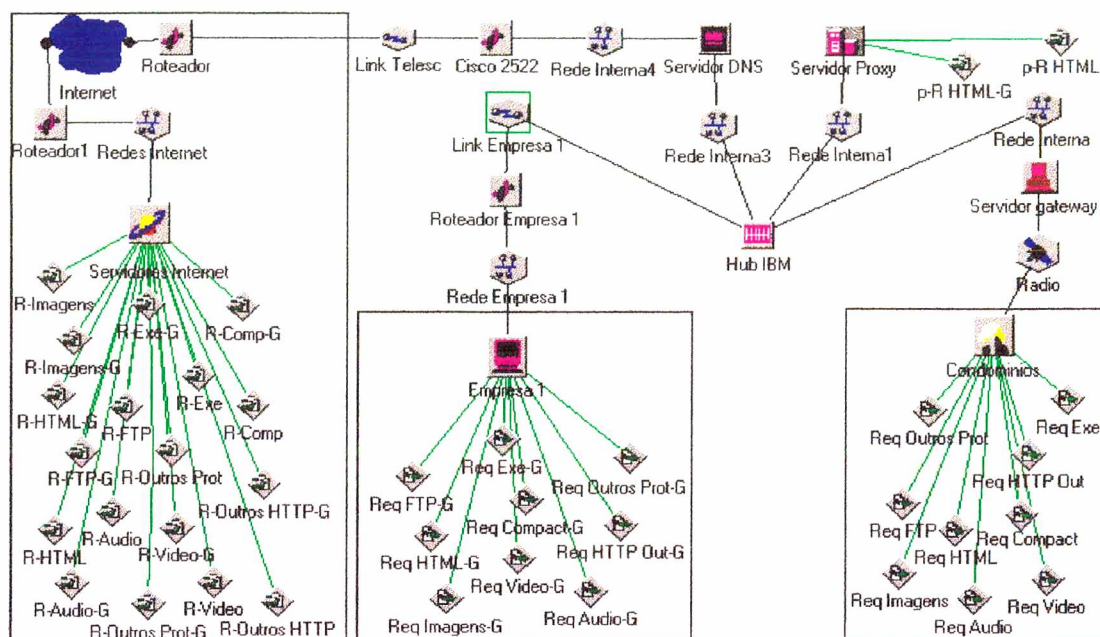 Internet
Roteador
Link Telesc
Cisco 2522
Rede Interna4
Servidor DNS
Servidor Proxy
p-R HTML
p-R HTML-G
Roteador1
Redes Internet
Link Empresa 1
Rede Interna3
Rede Interna1
Rede Interna
Roteador Empresa 1
Servidor gateway
Hub IBM
Rede Empresa 1
Radio
Servidores Internet
R-Imagens
R-Exe-G
R-Comp-G
R-Imagens-G
R-Exe
R-HTML-G
R-FTP
R-Comp
R-FTP-G
R-Outros Prot
R-Outros HTTP-G
R-HTML
R-Audio
R-Video-G
R-Audio-G
R-Outros Prot-G
R-Video
R-Outros HTTP
Empresa 1
Req Exe-G
Req Outros Prot-G
Req FTP-G
Req Compact-G
Req HTTP Out-G
Req HTML-G
Req Video-G
Req Imagens-G
Req Audio-G
Condominios
Req Exe
Req Outros Prot
Req HTTP Out
Req FTP
Req HTML
Req Compact
Req Imagens
Req Audio
Req Video